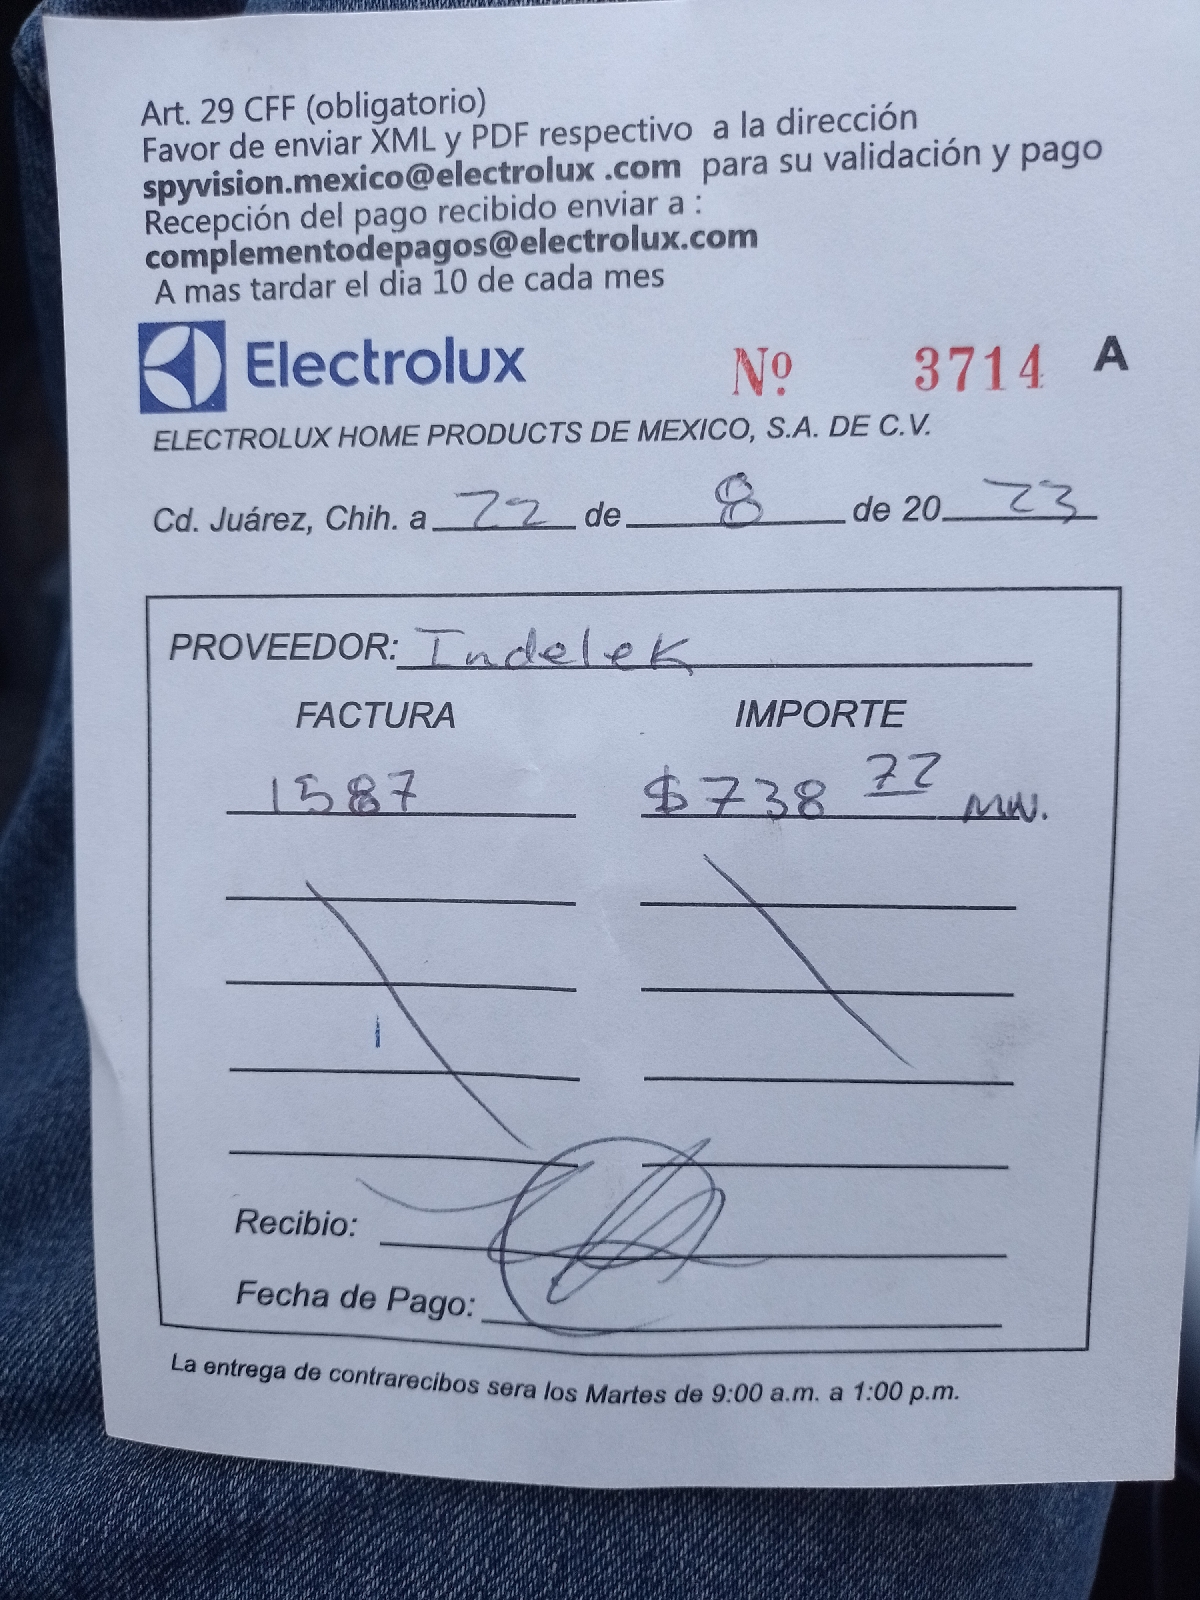 Art. 29 CFF (obligatorio)
Favor de enviar XML y PDF respectivo a la dirección
spyvision.mexico@electrolux .com para su validación y pago
Recepción del pago recibido enviar a :
complementodepagos@electrolux.com
A mas tardar el dia 10 de cada mes
Electrolux Nº 3714 A
ELECTROLUX HOME PRODUCTS DE MEXICO, S.A. DE C.V.
Cd. Juárez, Chih. a 22 de 8 de 20 23
PROVEEDOR: Indelek
FACTURA IMPORTE
1587 $738 72 MN.
Recibio:
Fecha de Pago:
La entrega de contrarecibos sera los Martes de 9:00 a.m. a 1:00 p.m.